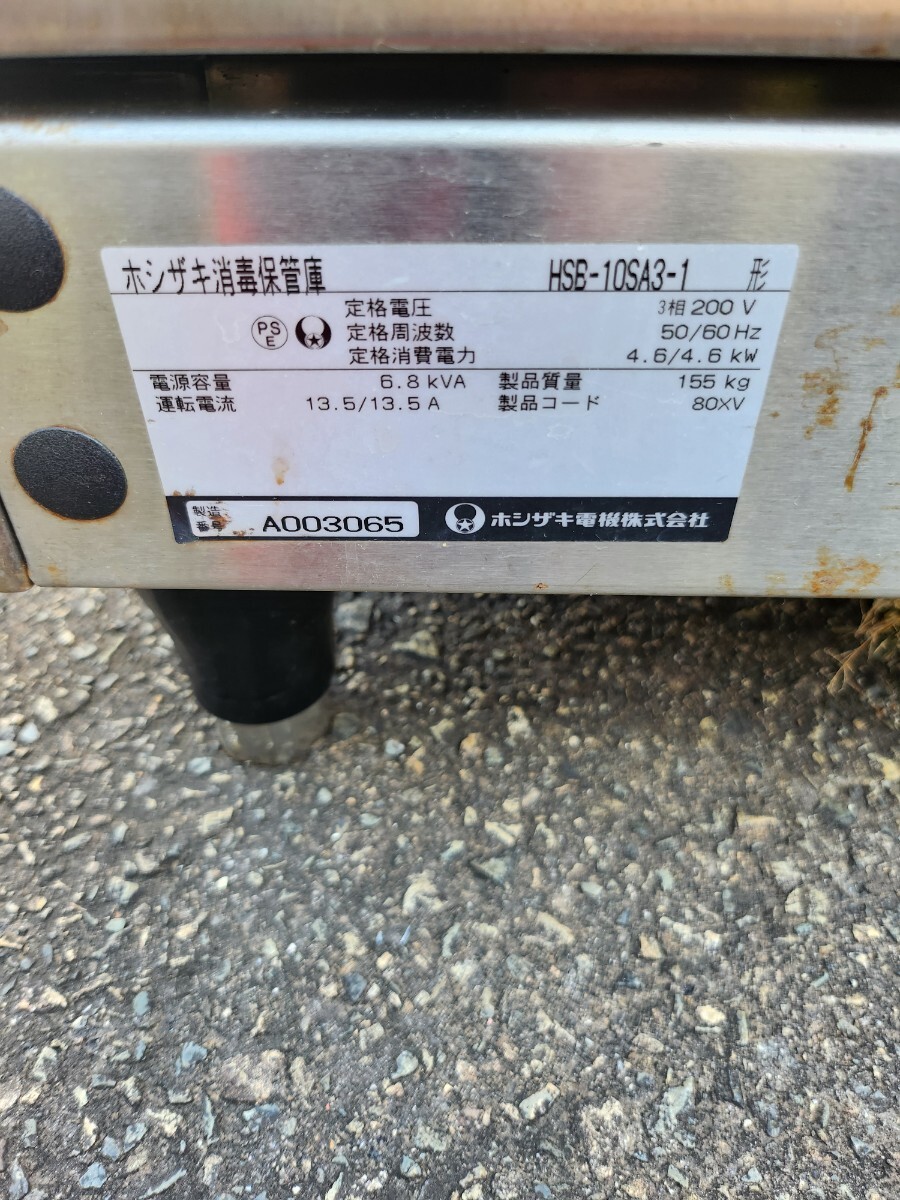 ホシザキ消毒保管庫 HSB-10SA3-1 形
定格電圧 3相 200 V
PSE 定格周波数 50/60 Hz
定格消費電力 4.6/4.6 kW
電源容量 6.8 kVA 製品質量 155 kg
運転電流 13.5/13.5 A 製品コード 80XV
製造番号 A003065 ホシザキ電機株式会社